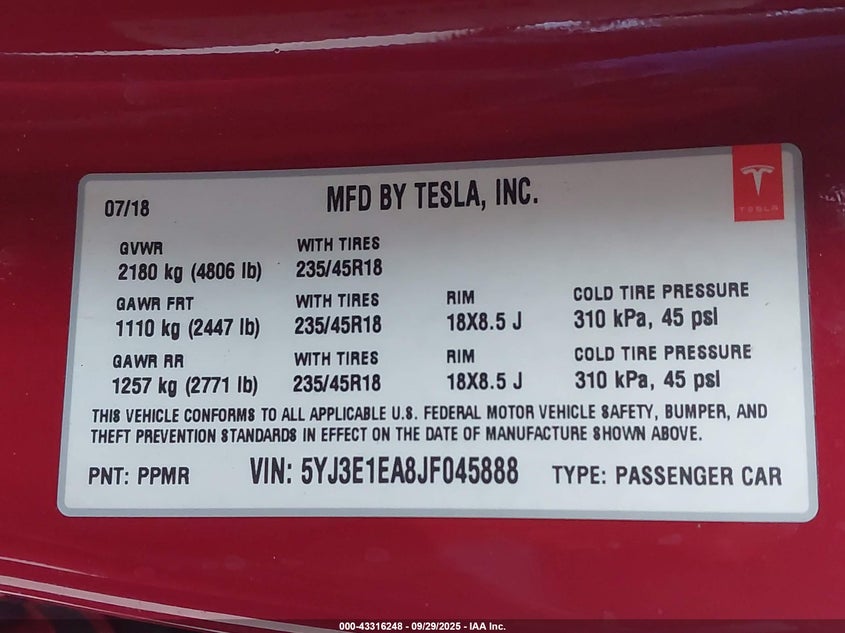 07/18
MFD BY TESLA, INC.
TESLA
GVWR WITH TIRES
2180 kg (4806 lb) 235/45R18
GAWR FRT WITH TIRES RIM COLD TIRE PRESSURE
1110 kg (2447 lb) 235/45R18 18X8.5 J 310 kPa, 45 psi
GAWR RR WITH TIRES RIM COLD TIRE PRESSURE
1257 kg (2771 lb) 235/45R18 18X8.5 J 310 kPa, 45 psi
THIS VEHICLE CONFORMS TO ALL APPLICABLE U.S. FEDERAL MOTOR VEHICLE SAFETY, BUMPER, AND
THEFT PREVENTION STANDARDS IN EFFECT ON THE DATE OF MANUFACTURE SHOWN ABOVE.
PNT: PPMR VIN: 5YJ3E1EA8JF045888 TYPE: PASSENGER CAR
000-43316248 - 09/29/2025 - IAA Inc.